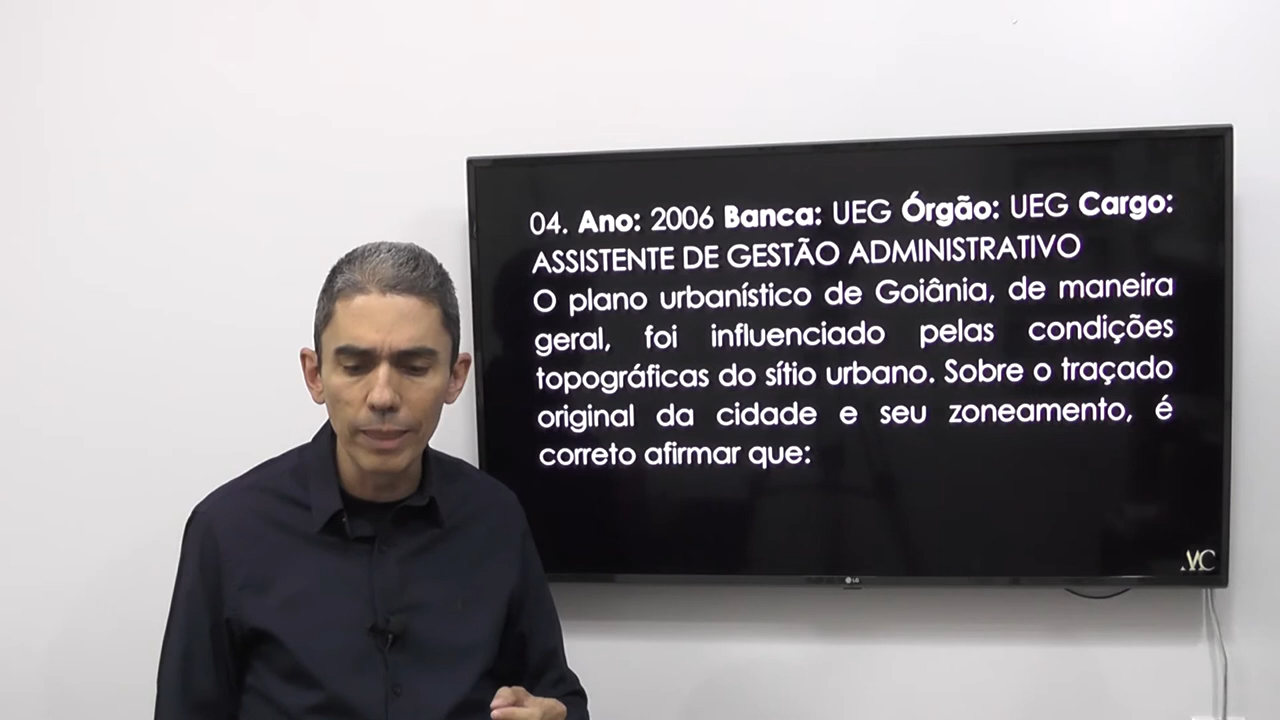 04. Ano: 2006 Banca: UEG Órgão: UEG Cargo:
ASSISTENTE DE GESTÃO ADMINISTRATIVO
O plano urbanístico de Goiânia, de maneira
geral, foi influenciado pelas condições
topográficas do sítio urbano. Sobre o traçado
original da cidade e seu zoneamento, é
correto afirmar que:
MC
LG